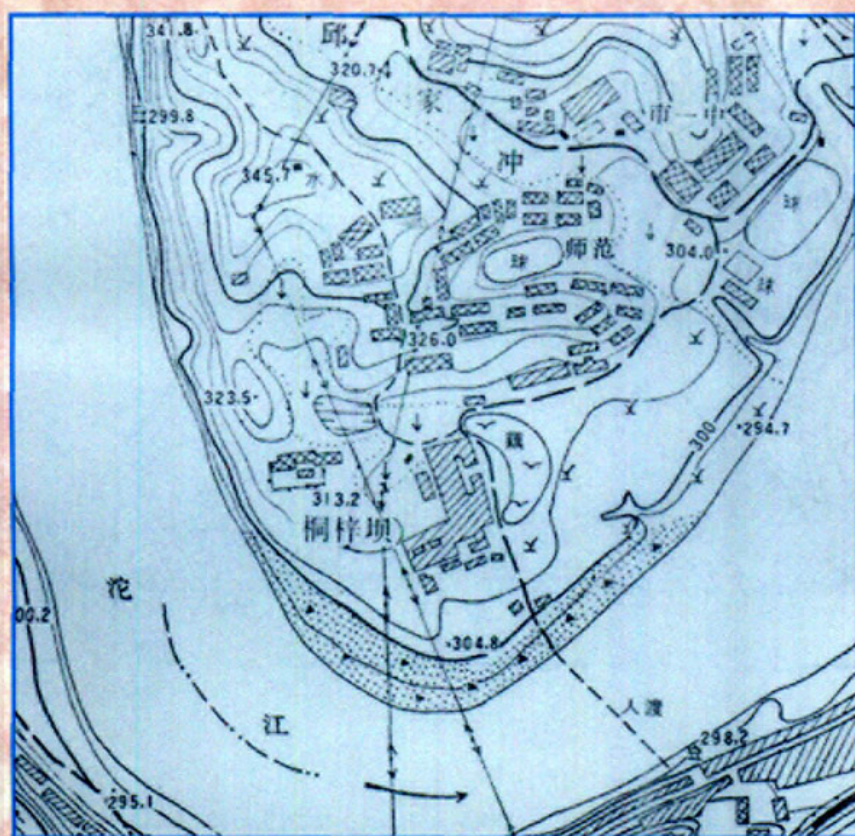 341.8
邱
320.7
299.8
家
市一中
冲
345.7
水
球
球
师范
304.0
球
326.0
323.5
藕
300
294.7
313.2
桐梓坝
沱
304.8
人渡
江
298.2
295.1